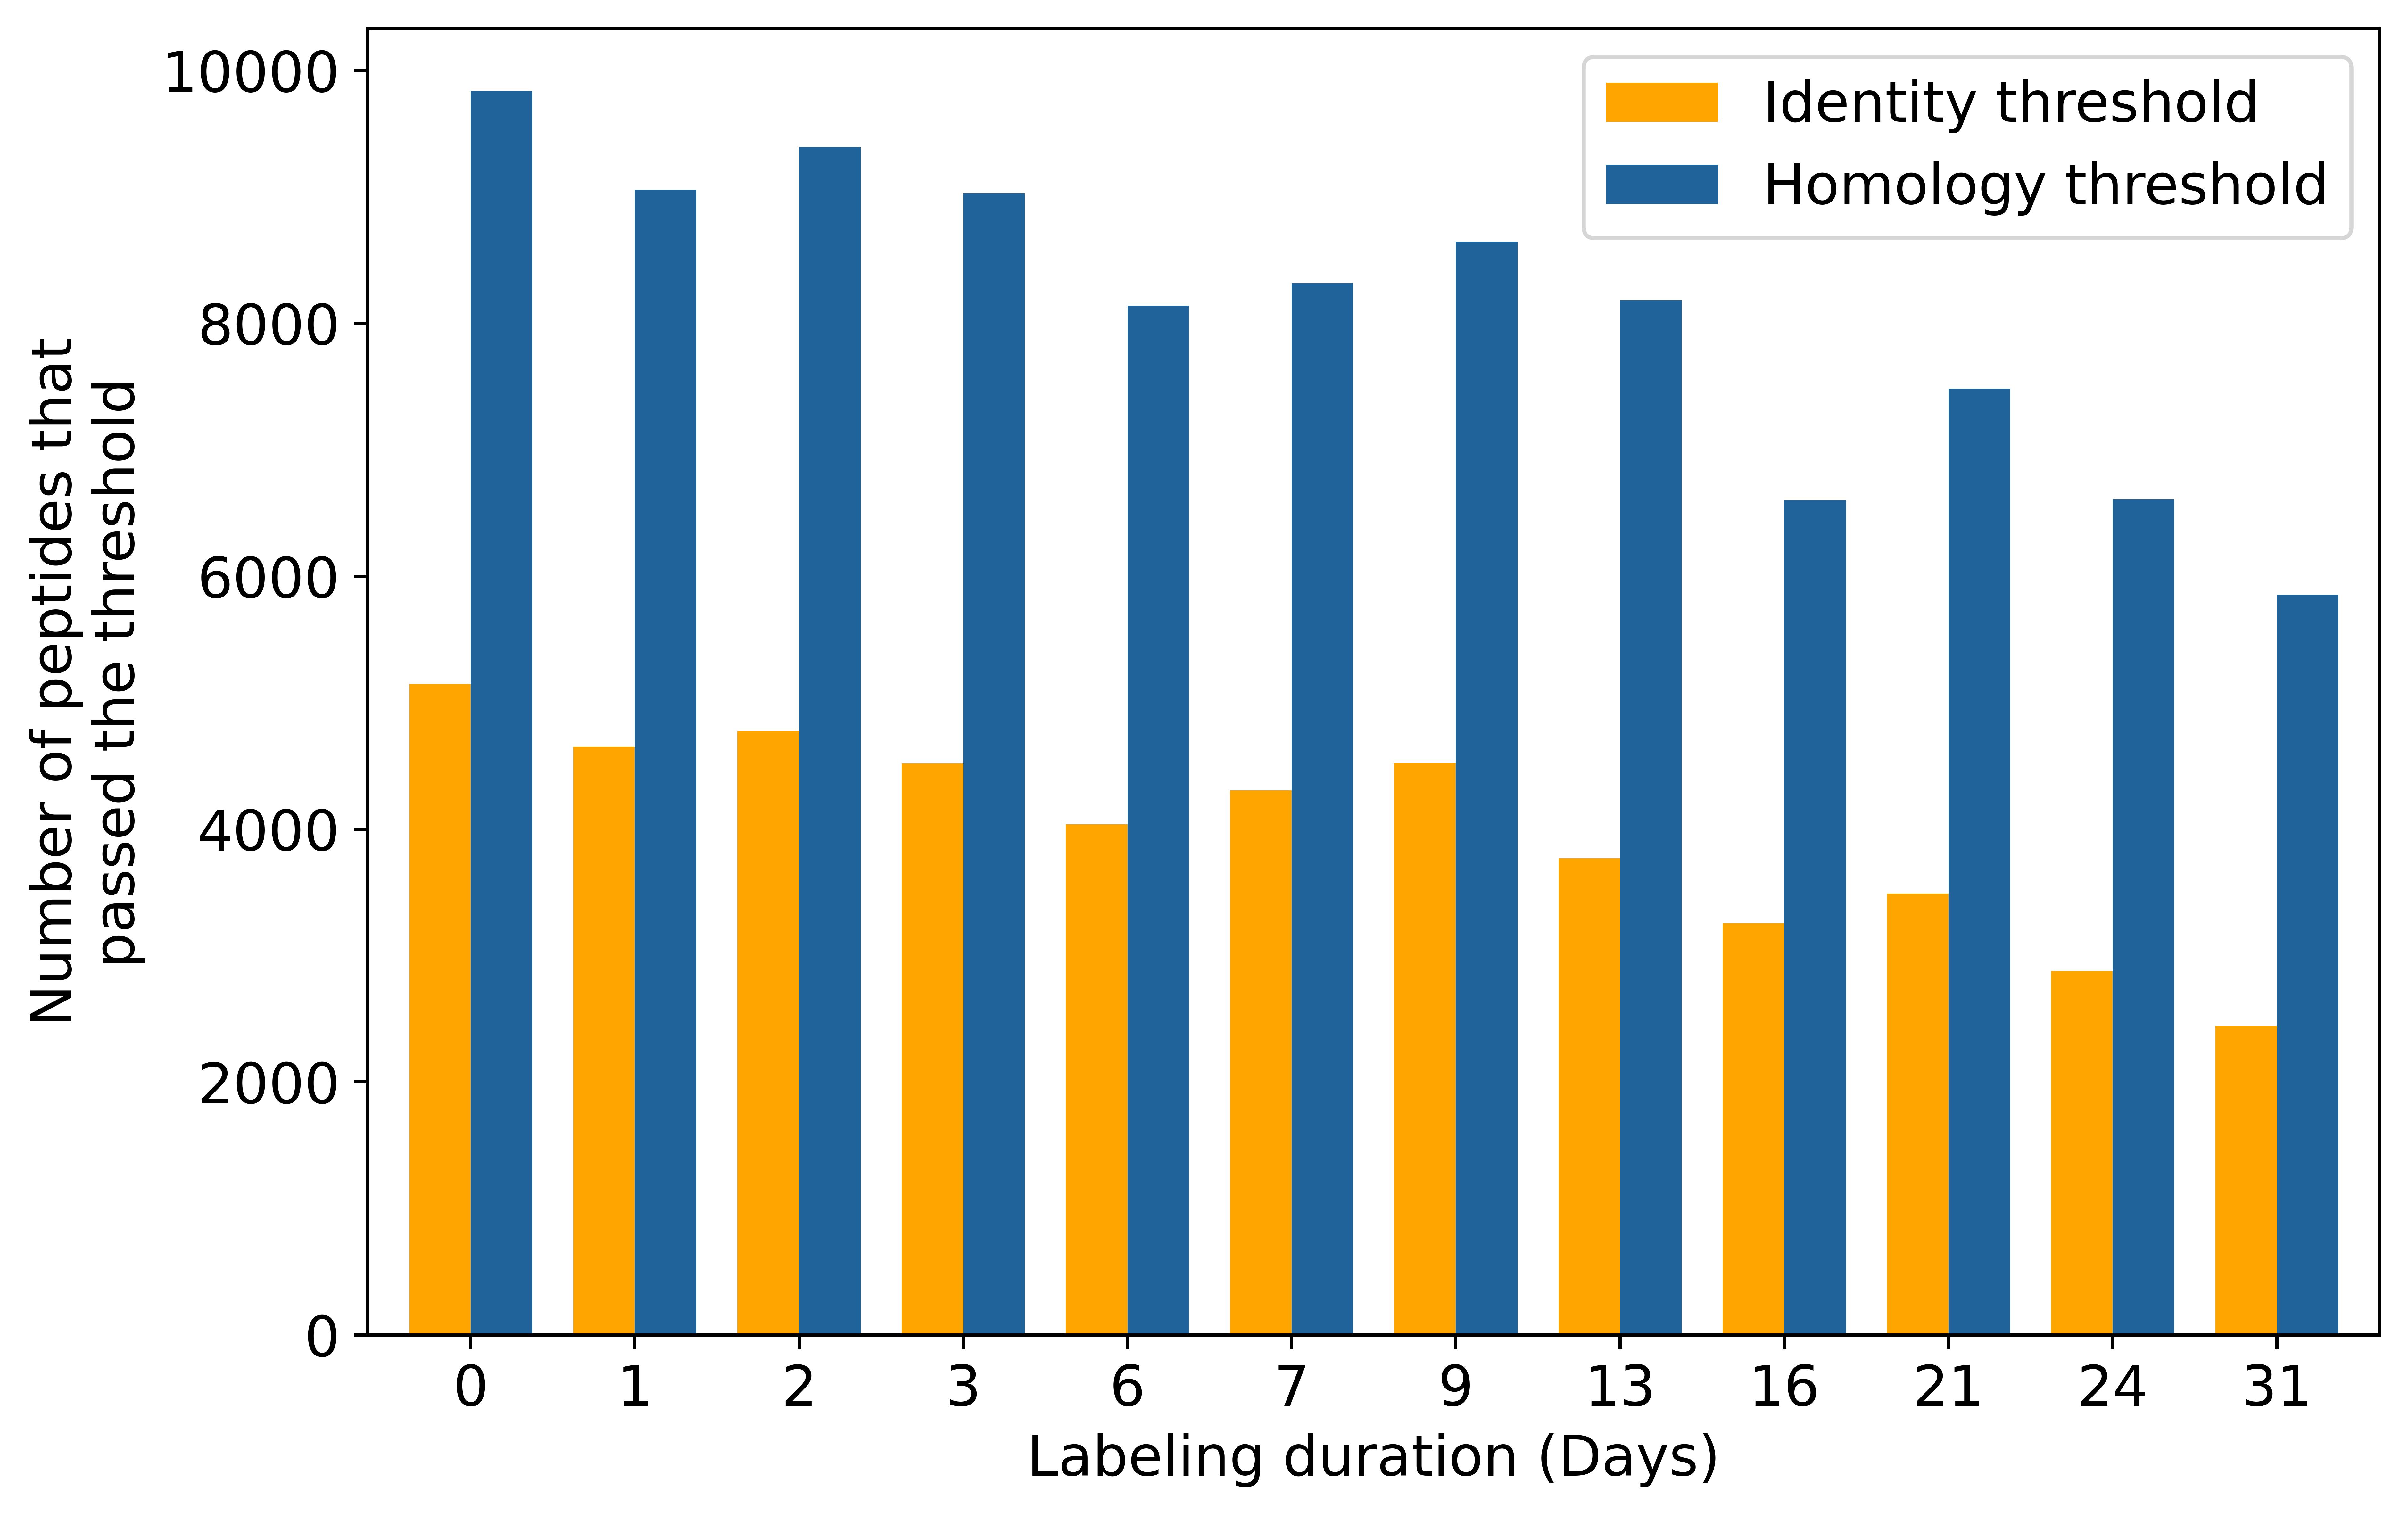 Number of peptides that
passed the threshold
10000
8000
6000
4000
2000
0
Identity threshold
Homology threshold
0 1 2 3 6 7 9 13 16 21 24 31
Labeling duration (Days)